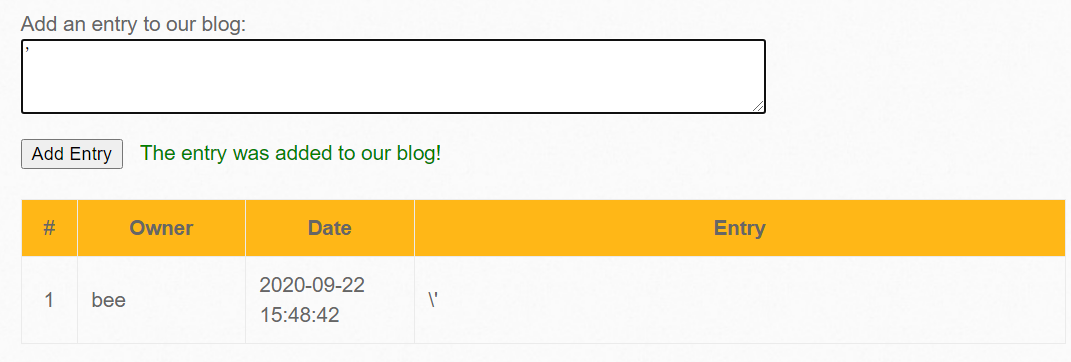 Add an entry to our blog:
'
Add Entry The entry was added to our blog!
# Owner Date Entry
1 bee 2020-09-22 15:48:42 \'